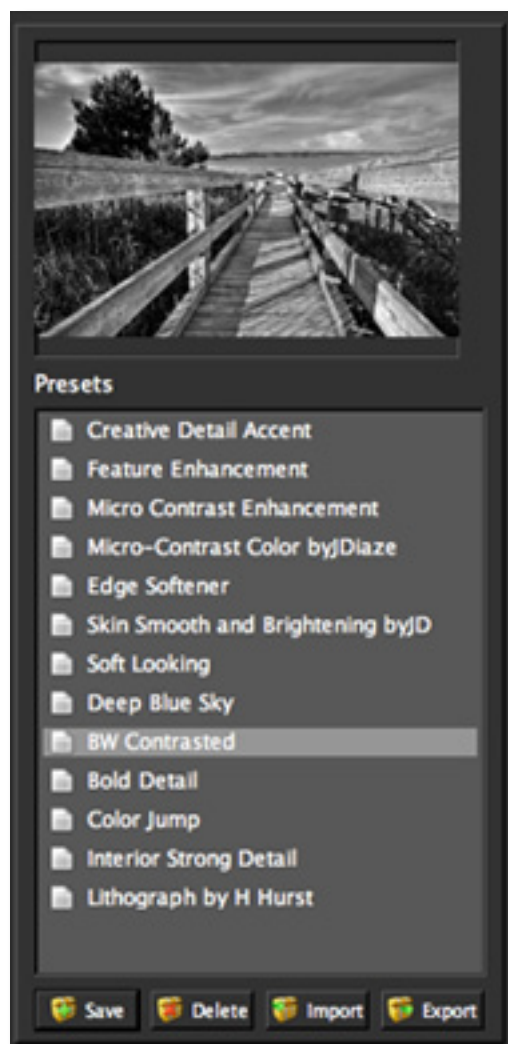 Presets
Creative Detail Accent
Feature Enhancement
Micro Contrast Enhancement
Micro-Contrast Color byJDiaze
Edge Softener
Skin Smooth and Brightening byJD
Soft Looking
Deep Blue Sky
BW Contrasted
Bold Detail
Color Jump
Interior Strong Detail
Lithograph by H Hurst
Save Delete Import Export